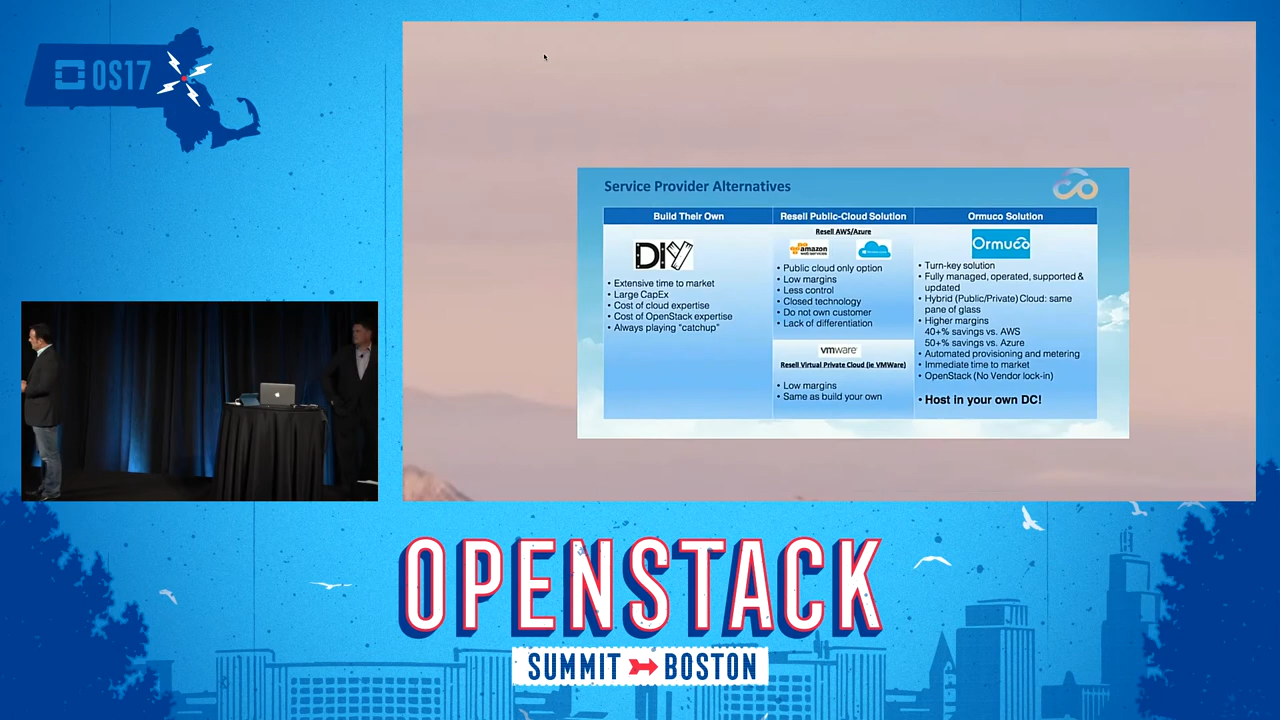 OS17
Service Provider Alternatives
Build Their Own
DIY
• Extensive time to market
• Large CapEx
• Cost of cloud expertise
• Cost of OpenStack expertise
• Always playing “catchup”
Resell Public-Cloud Solution
Resell AWS/Azure
amazon
web services
• Public cloud only option
• Low margins
• Less control
• Closed technology
• Do not own customer
• Lack of differentiation
vmware
Resell Virtual Private Cloud (ie VMWare)
• Low margins
• Same as build your own
Ormuco Solution
Ormuco
• Turn-key solution
• Fully managed, operated, supported &
updated
• Hybrid (Public/Private) Cloud: same
pane of glass
• Higher margins
40+% savings vs. AWS
50+% savings vs. Azure
• Automated provisioning and metering
• Immediate time to market
• OpenStack (No Vendor lock-in)
• Host in your own DC!
OPENSTACK
SUMMIT BOSTON